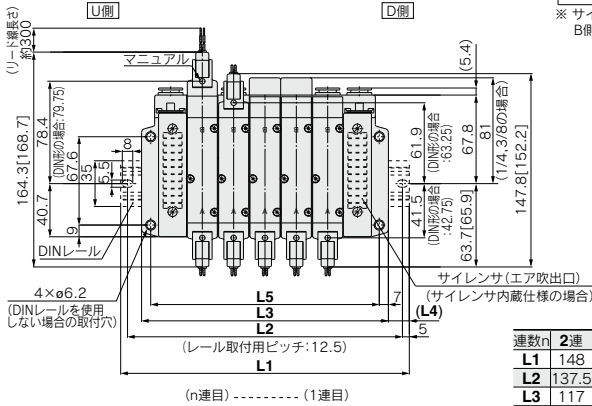 U側
D側
※ サイ
B側
(リード線長さ)
約300
マニュアル
(5.4)
164.3[168.7]
78.4
(DIN形の場合:79.75)
8
67.6
35
5.5
40.7
9
61.9
(DIN形の場合
:63.25)
67.8
81
(1/4,3/8の場合)
147.8[152.2]
41.5
(DIN形の場合
:42.75)
63.7[65.9]
DINレール
4×ø6.2
(DINレールを使用
しない場合の取付穴)
サイレンサ(エア吹出口)
(サイレンサ内蔵仕様の場合)
L5
7
L3
(L4)
L2
5
(レール取付用ピッチ:12.5)
L1
(n連目) --------- (1連目)
連数n 2連
L1 148
L2 137.5
L3 117